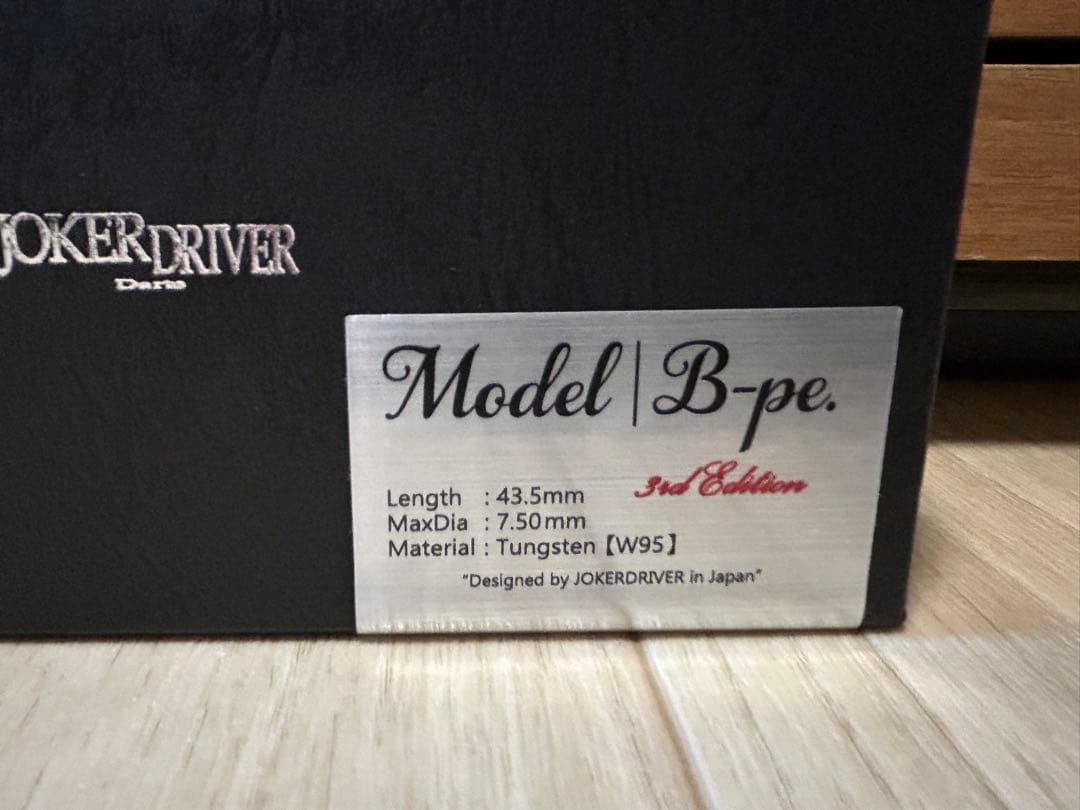 JOKERDRIVER
Darts
Model | B-pe.
3rd Edition
Length : 43.5mm
MaxDia : 7.50mm
Material : Tungsten【W95】
"Designed by JOKERDRIVER in Japan"